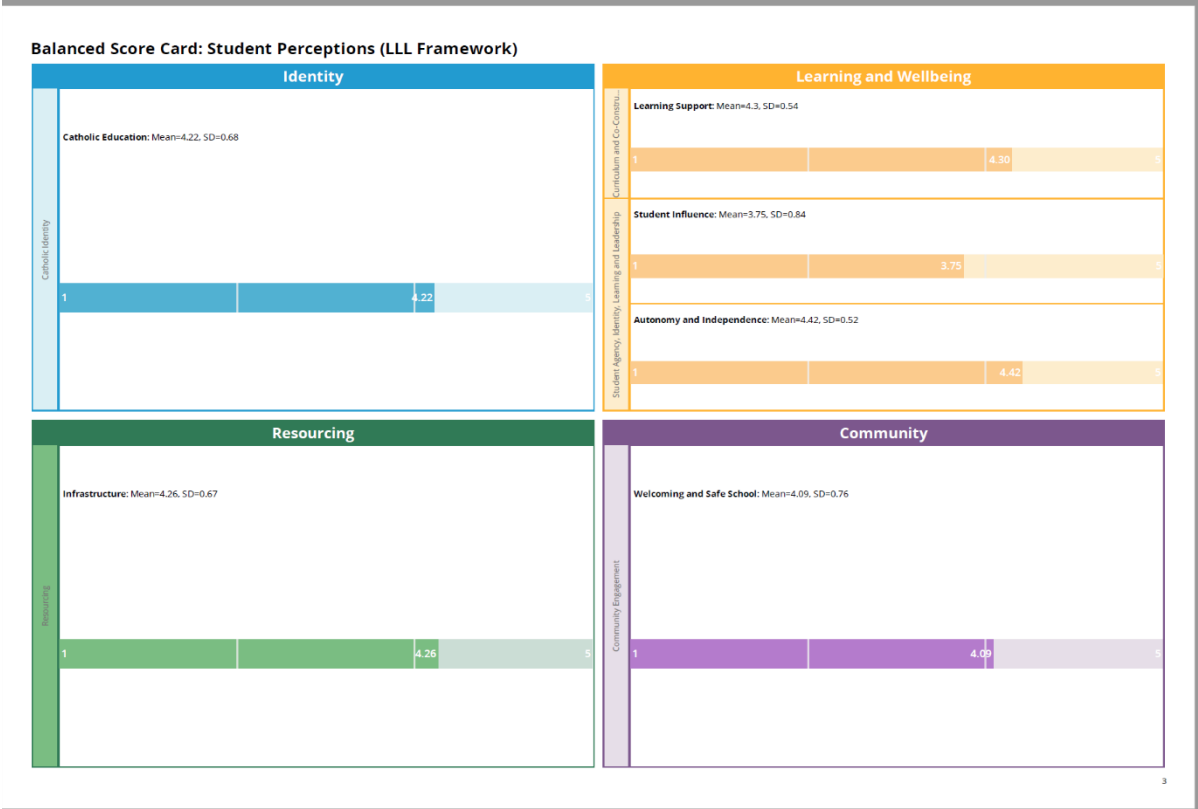 Balanced Score Card: Student Perceptions (LLL Framework)
Identity
Catholic Identity
Catholic Education: Mean=4.22, SD=0.68
1 4.22 5
Learning and Wellbeing
Curriculum and Co-Constru...
Learning Support: Mean=4.3, SD=0.54
1 4.30 5
Student Agency, Identity, Learning and Leadership
Student Influence: Mean=3.75, SD=0.84
1 3.75 5
Autonomy and Independence: Mean=4.42, SD=0.52
1 4.42 5
Resourcing
Resourcing
Infrastructure: Mean=4.26, SD=0.67
1 4.26 5
Community
Community Engagement
Welcoming and Safe School: Mean=4.09, SD=0.76
1 4.09 5
3